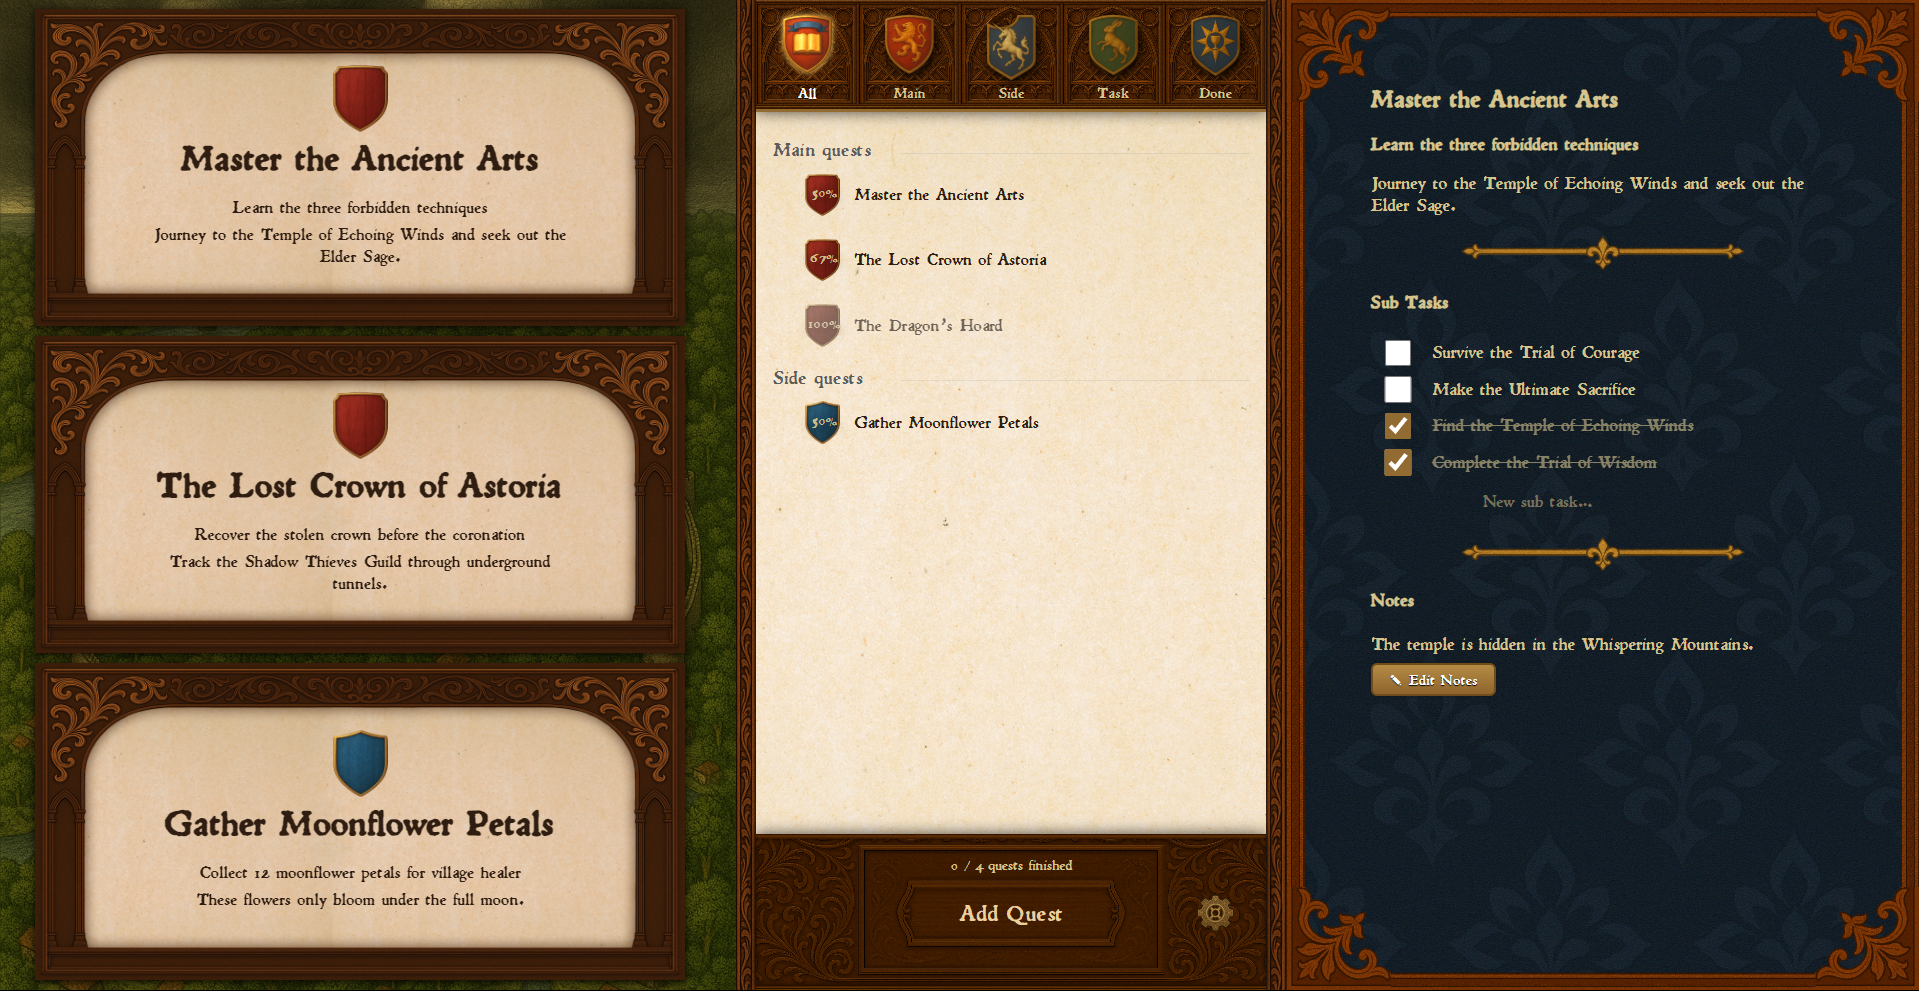 Master the Ancient Arts
Learn the three forbidden techniques
Journey to the Temple of Echoing Winds and seek out the
Elder Sage.
The Lost Crown of Astoria
Recover the stolen crown before the coronation
Track the Shadow Thieves Guild through underground
tunnels.
Gather Moonflower Petals
Collect 12 moonflower petals for village healer
These flowers only bloom under the full moon.
All
Main
Side
Task
Done
Main quests
50%
Master the Ancient Arts
67%
The Lost Crown of Astoria
100%
The Dragon's Hoard
Side quests
50%
Gather Moonflower Petals
0 / 4 quests finished
Add Quest
Master the Ancient Arts
Learn the three forbidden techniques
Journey to the Temple of Echoing Winds and seek out the
Elder Sage.
Sub Tasks
Survive the Trial of Courage
Make the Ultimate Sacrifice
Find the Temple of Echoing Winds
Complete the Trial of Wisdom
New sub task...
Notes
The temple is hidden in the Whispering Mountains.
Edit Notes